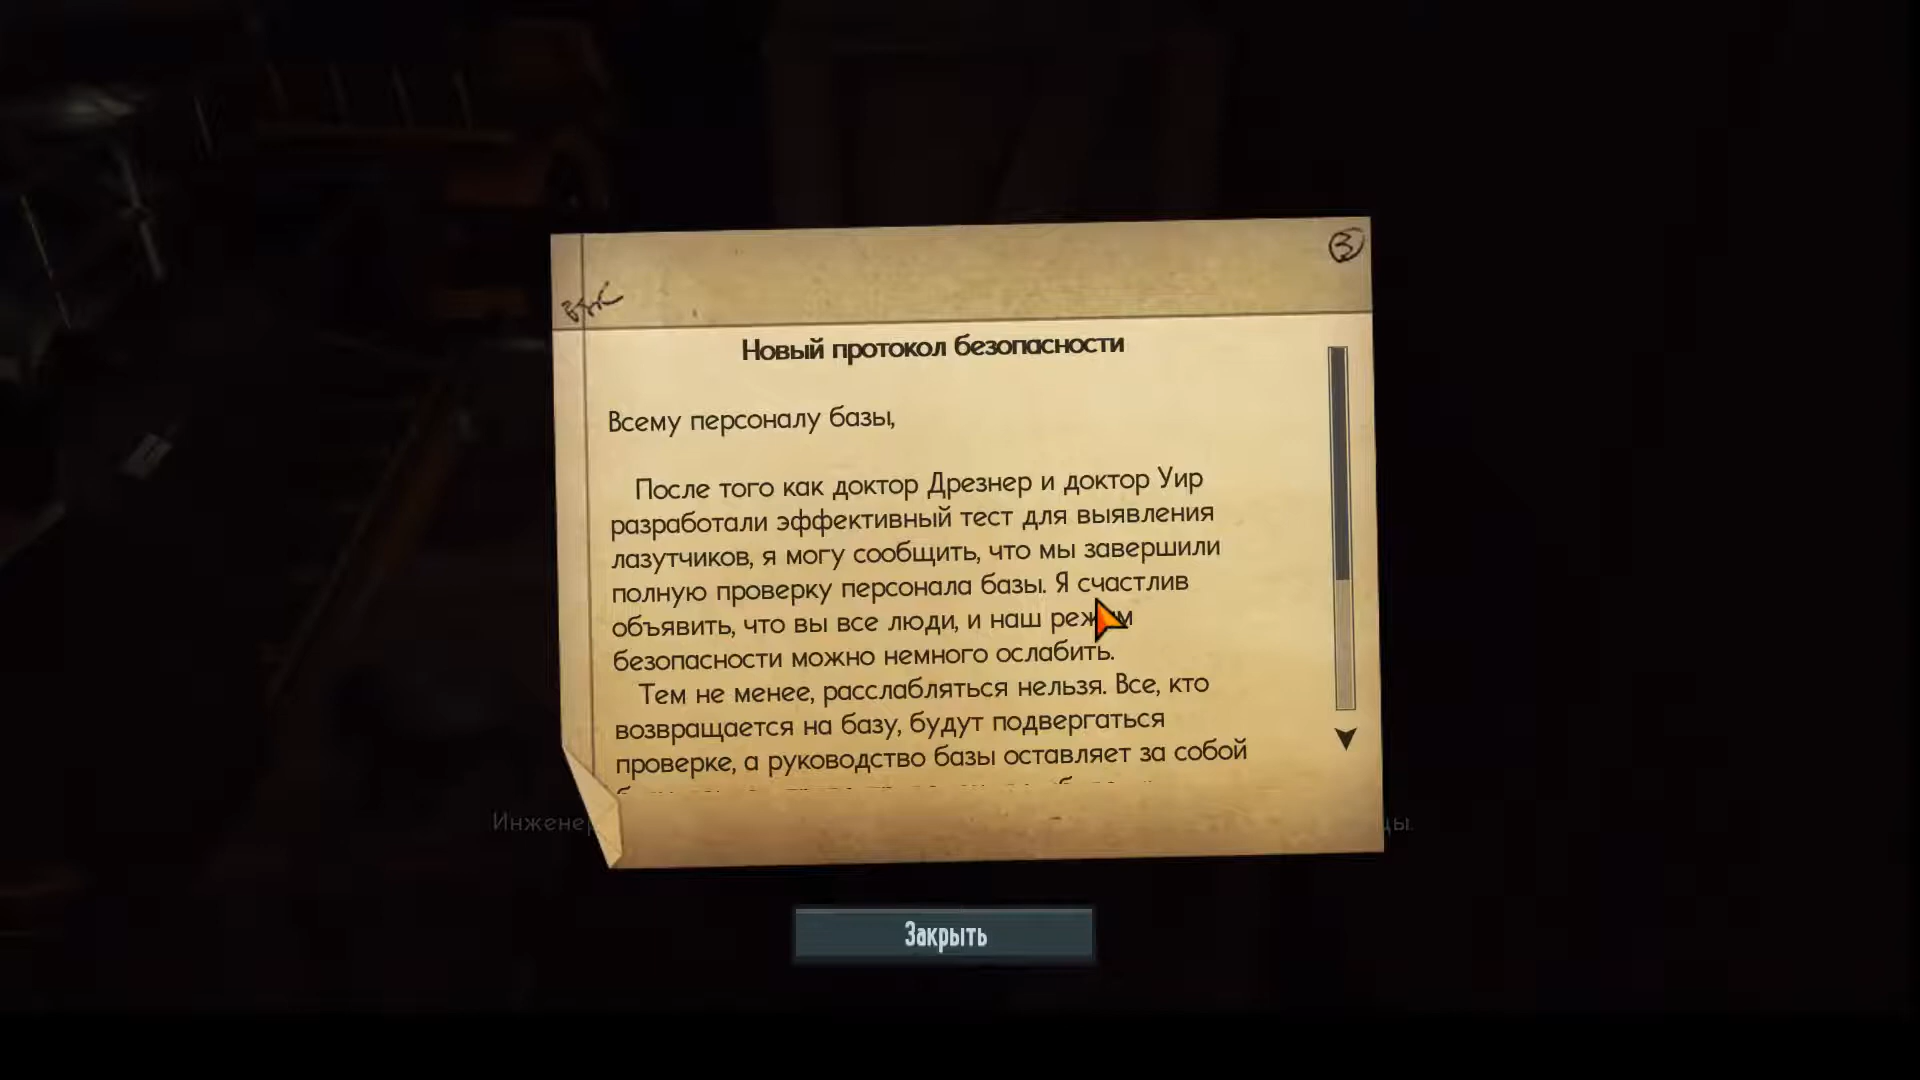 3
Новый протокол безопасности
Всему персоналу базы,
После того как доктор Дрезнер и доктор Уир
разработали эффективный тест для выявления
лазутчиков, я могу сообщить, что мы завершили
полную проверку персонала базы. Я счастлив
объявить, что вы все люди, и наш режим
безопасности можно немного ослабить.
Тем не менее, расслабляться нельзя. Все, кто
возвращается на базу, будут подвергаться
проверке, а руководство базы оставляет за собой
Закрыть